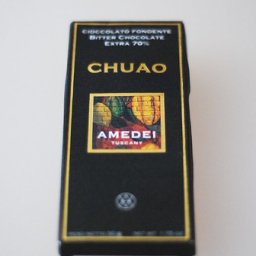 CIOCCOLATO FONDENTE
BITTER CHOCOLATE
EXTRA 70%
CHUAO
AMEDEI
TUSCANY